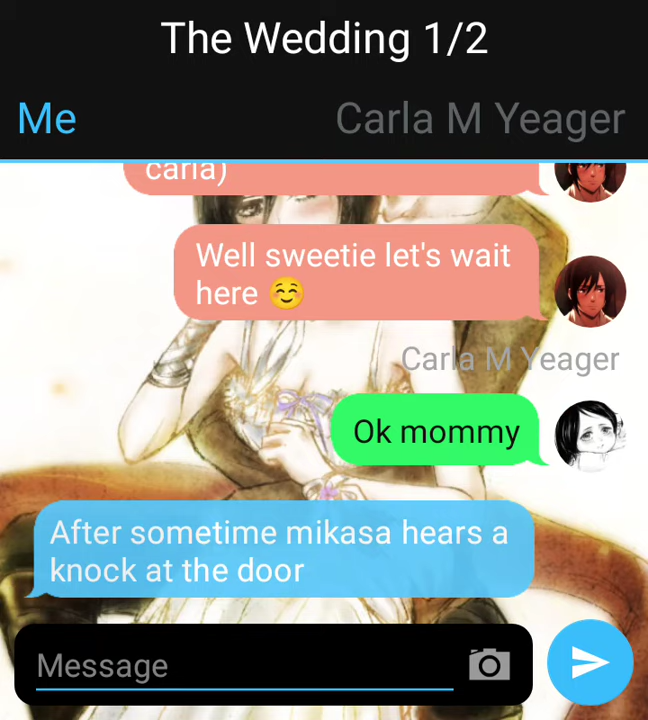 The Wedding 1/2
Me
Carla M Yeager
carla)
Well sweetie let's wait
here ☺️
Carla M Yeager
Ok mommy
After sometime mikasa hears a
knock at the door
Message